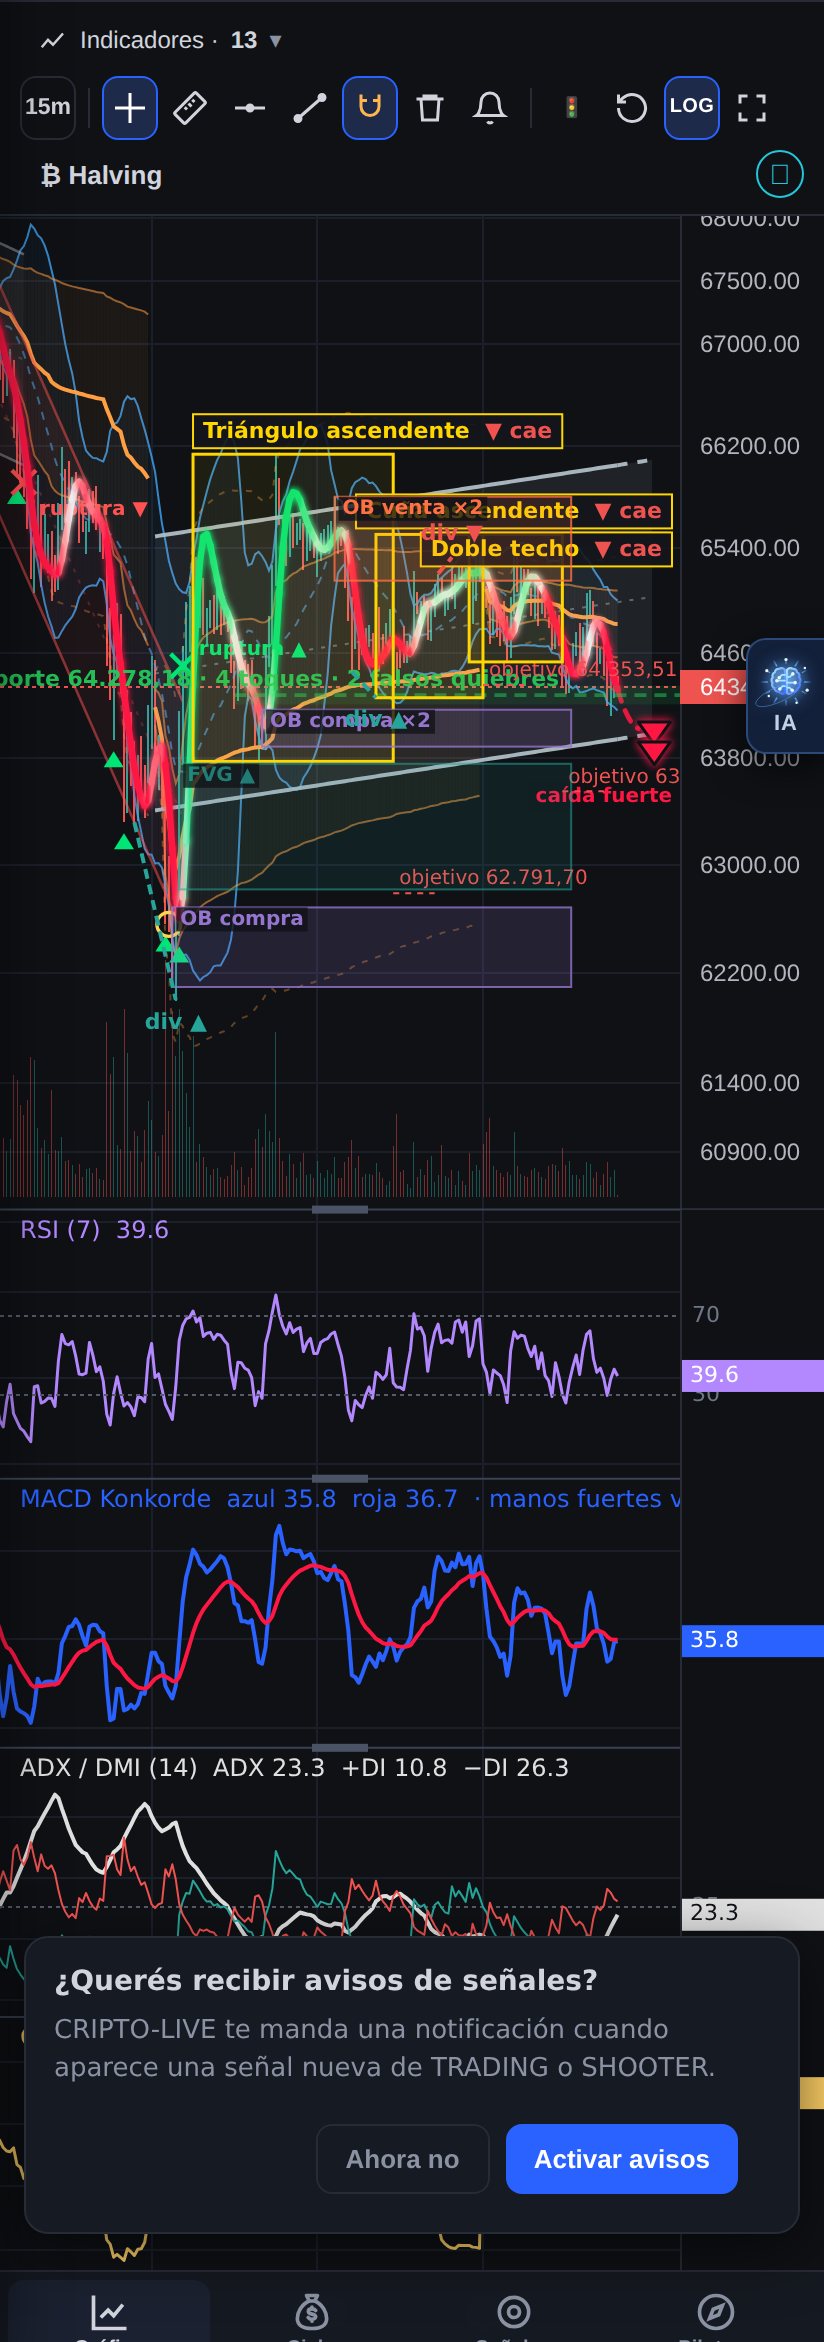 Indicadores · 13 ▾
15m
LOG
₿ Halving
68000.00
67500.00
67000.00
66200.00
65400.00
63800.00
63000.00
62200.00
61400.00
60900.00
Triángulo ascendente ▼ cae
OB venta ×2
ndente ▼ cae
div ▼
Doble techo ▼ cae
ruptura ▼
ruptura ▲
objetivo 64.353,51
porte 64.278,18 · 4 toques · 2 falsos quiebres
OB compra ×2
div ▲
FVG ▲
objetivo 63
caída fuerte
objetivo 62.791,70
OB compra
div ▲
IA
RSI (7) 39.6
70
39.6
30
MACD Konkorde azul 35.8 roja 36.7 · manos fuertes v
35.8
ADX / DMI (14) ADX 23.3 +DI 10.8 −DI 26.3
23.3
¿Querés recibir avisos de señales?
CRIPTO-LIVE te manda una notificación cuando
aparece una señal nueva de TRADING o SHOOTER.
Ahora no
Activar avisos